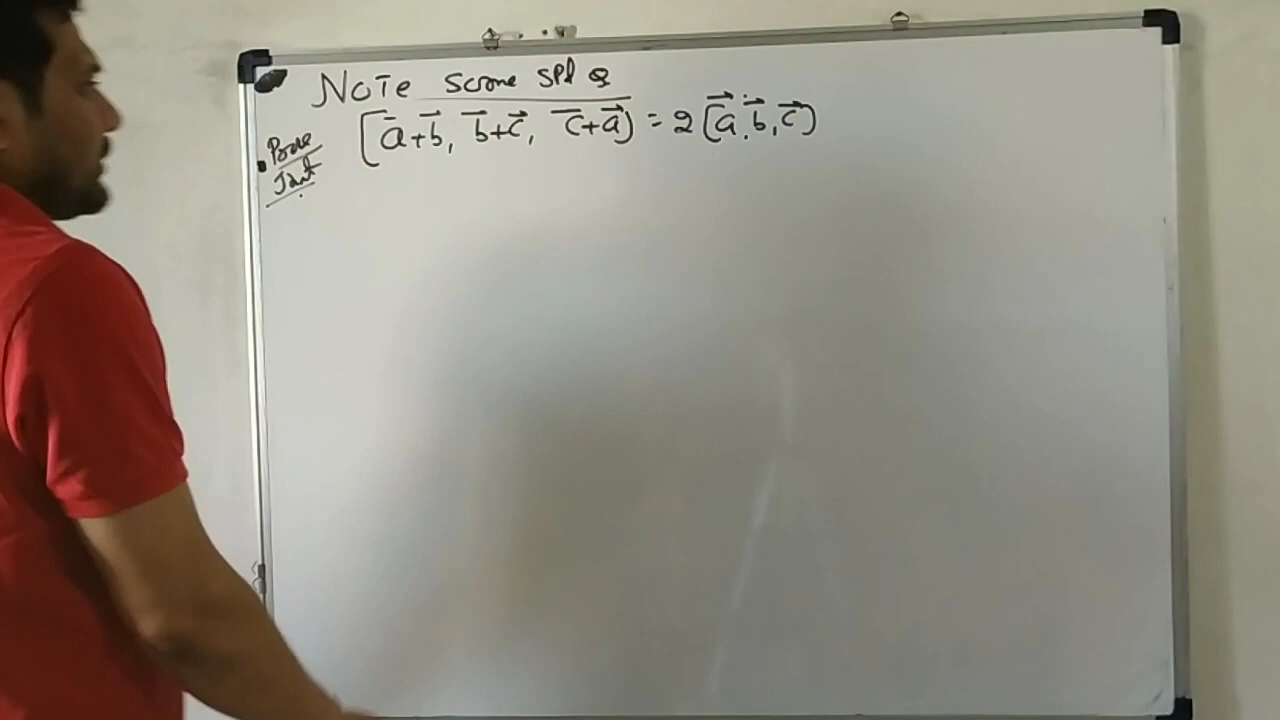 NOTE Some Spl Q
Prove that [a⃗+b⃗, b⃗+c⃗, c⃗+a⃗] = 2[a⃗, b⃗, c⃗]